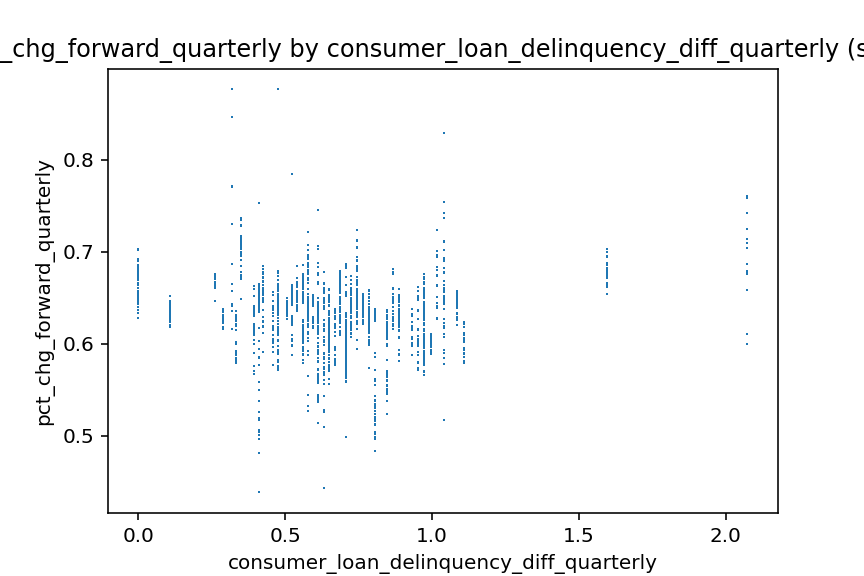 _chg_forward_quarterly by consumer_loan_delinquency_diff_quarterly (s
0.8
0.7
0.6
0.5
pct_chg_forward_quarterly
0.0 0.5 1.0 1.5 2.0
consumer_loan_delinquency_diff_quarterly